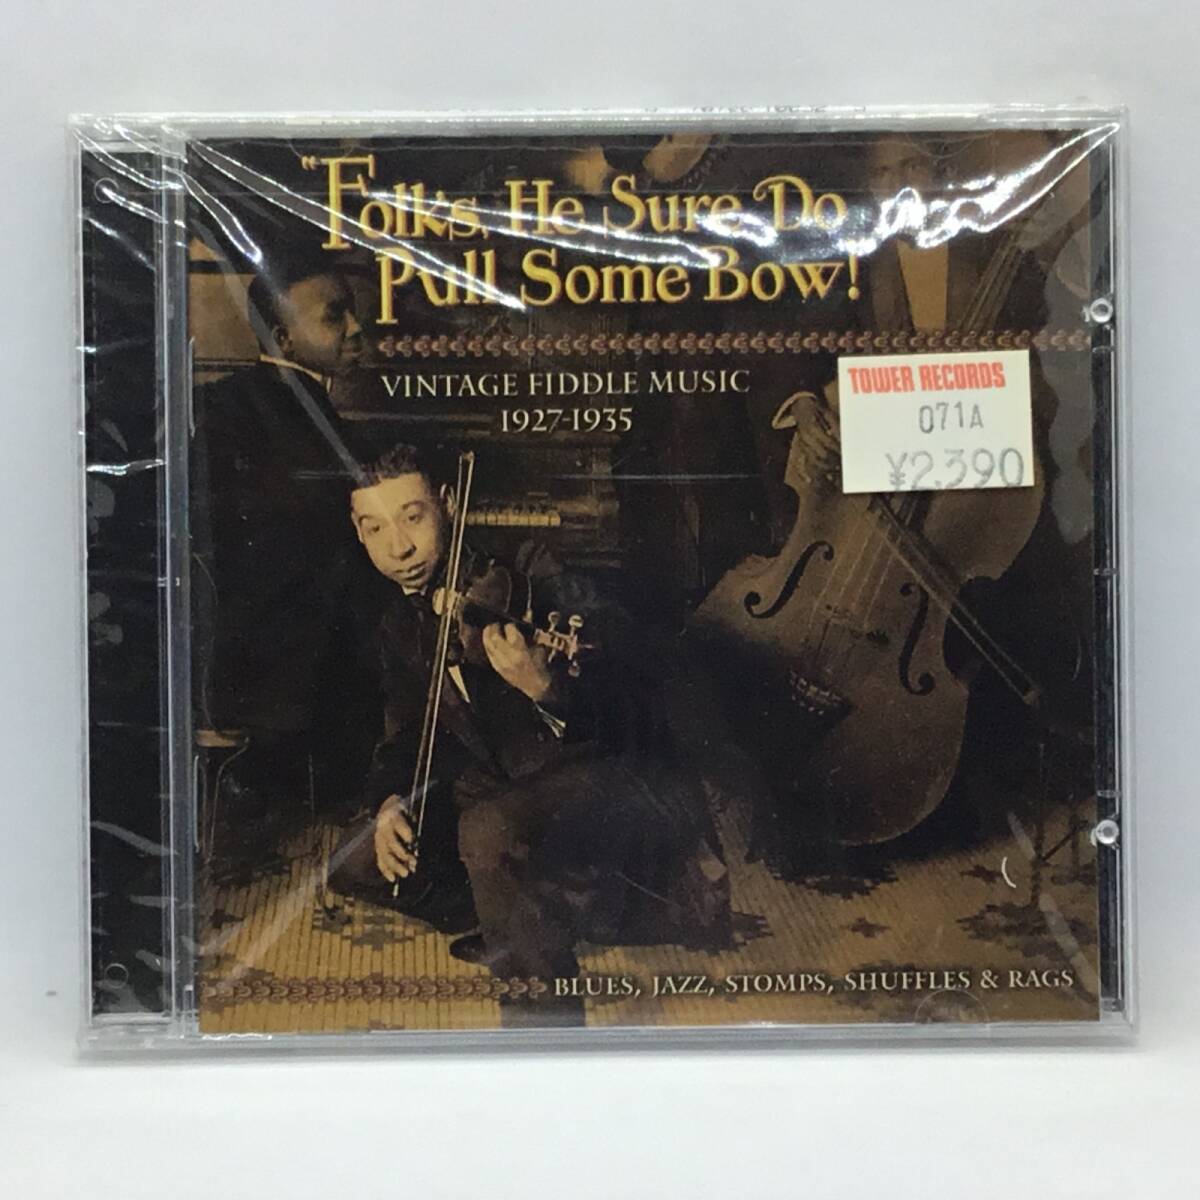 "Folks, He Sure Do
Pull Some Bow!
VINTAGE FIDDLE MUSIC
1927-1935
TOWER RECORDS
071A
¥2,390
BLUES, JAZZ, STOMPS, SHUFFLES & RAGS